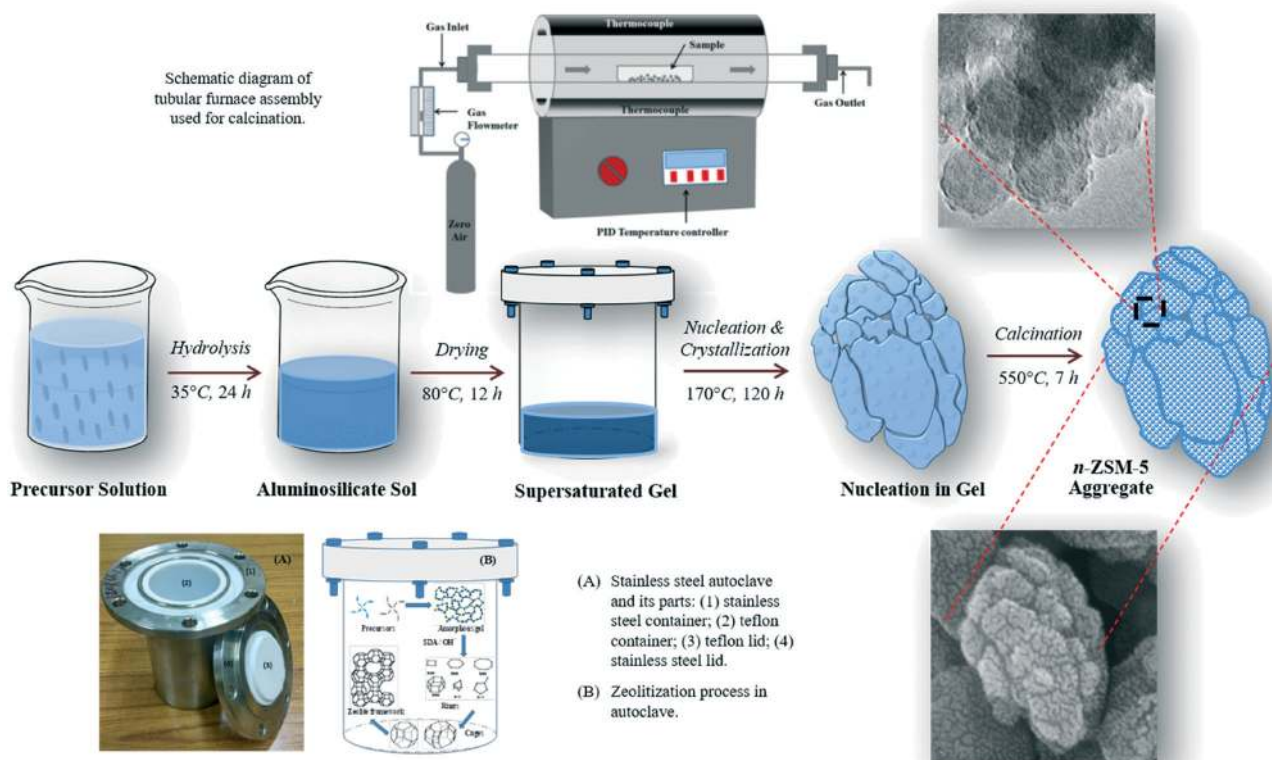 Schematic diagram of
tubular furnace assembly
used for calcination.
Gas Inlet
Gas
Flowmeter
Zero
Air
Thermocouple
Sample
Thermocouple
Gas Outlet
PID Temperature controller
Hydrolysis
35°C, 24 h
Drying
80°C, 12 h
Nucleation &
Crystallization
170°C, 120 h
Calcination
550°C, 7 h
Precursor Solution
Aluminosilicate Sol
Supersaturated Gel
Nucleation in Gel
n-ZSM-5
Aggregate
(A)
(1)
(2)
(3)
(4)
(B)
Precursors
Amorphous gel
SDA / OH
Rings
Zeolite framework
Cages
(A) Stainless steel autoclave
and its parts: (1) stainless
steel container; (2) teflon
container; (3) teflon lid; (4)
stainless steel lid.
(B) Zeolitization process in
autoclave.